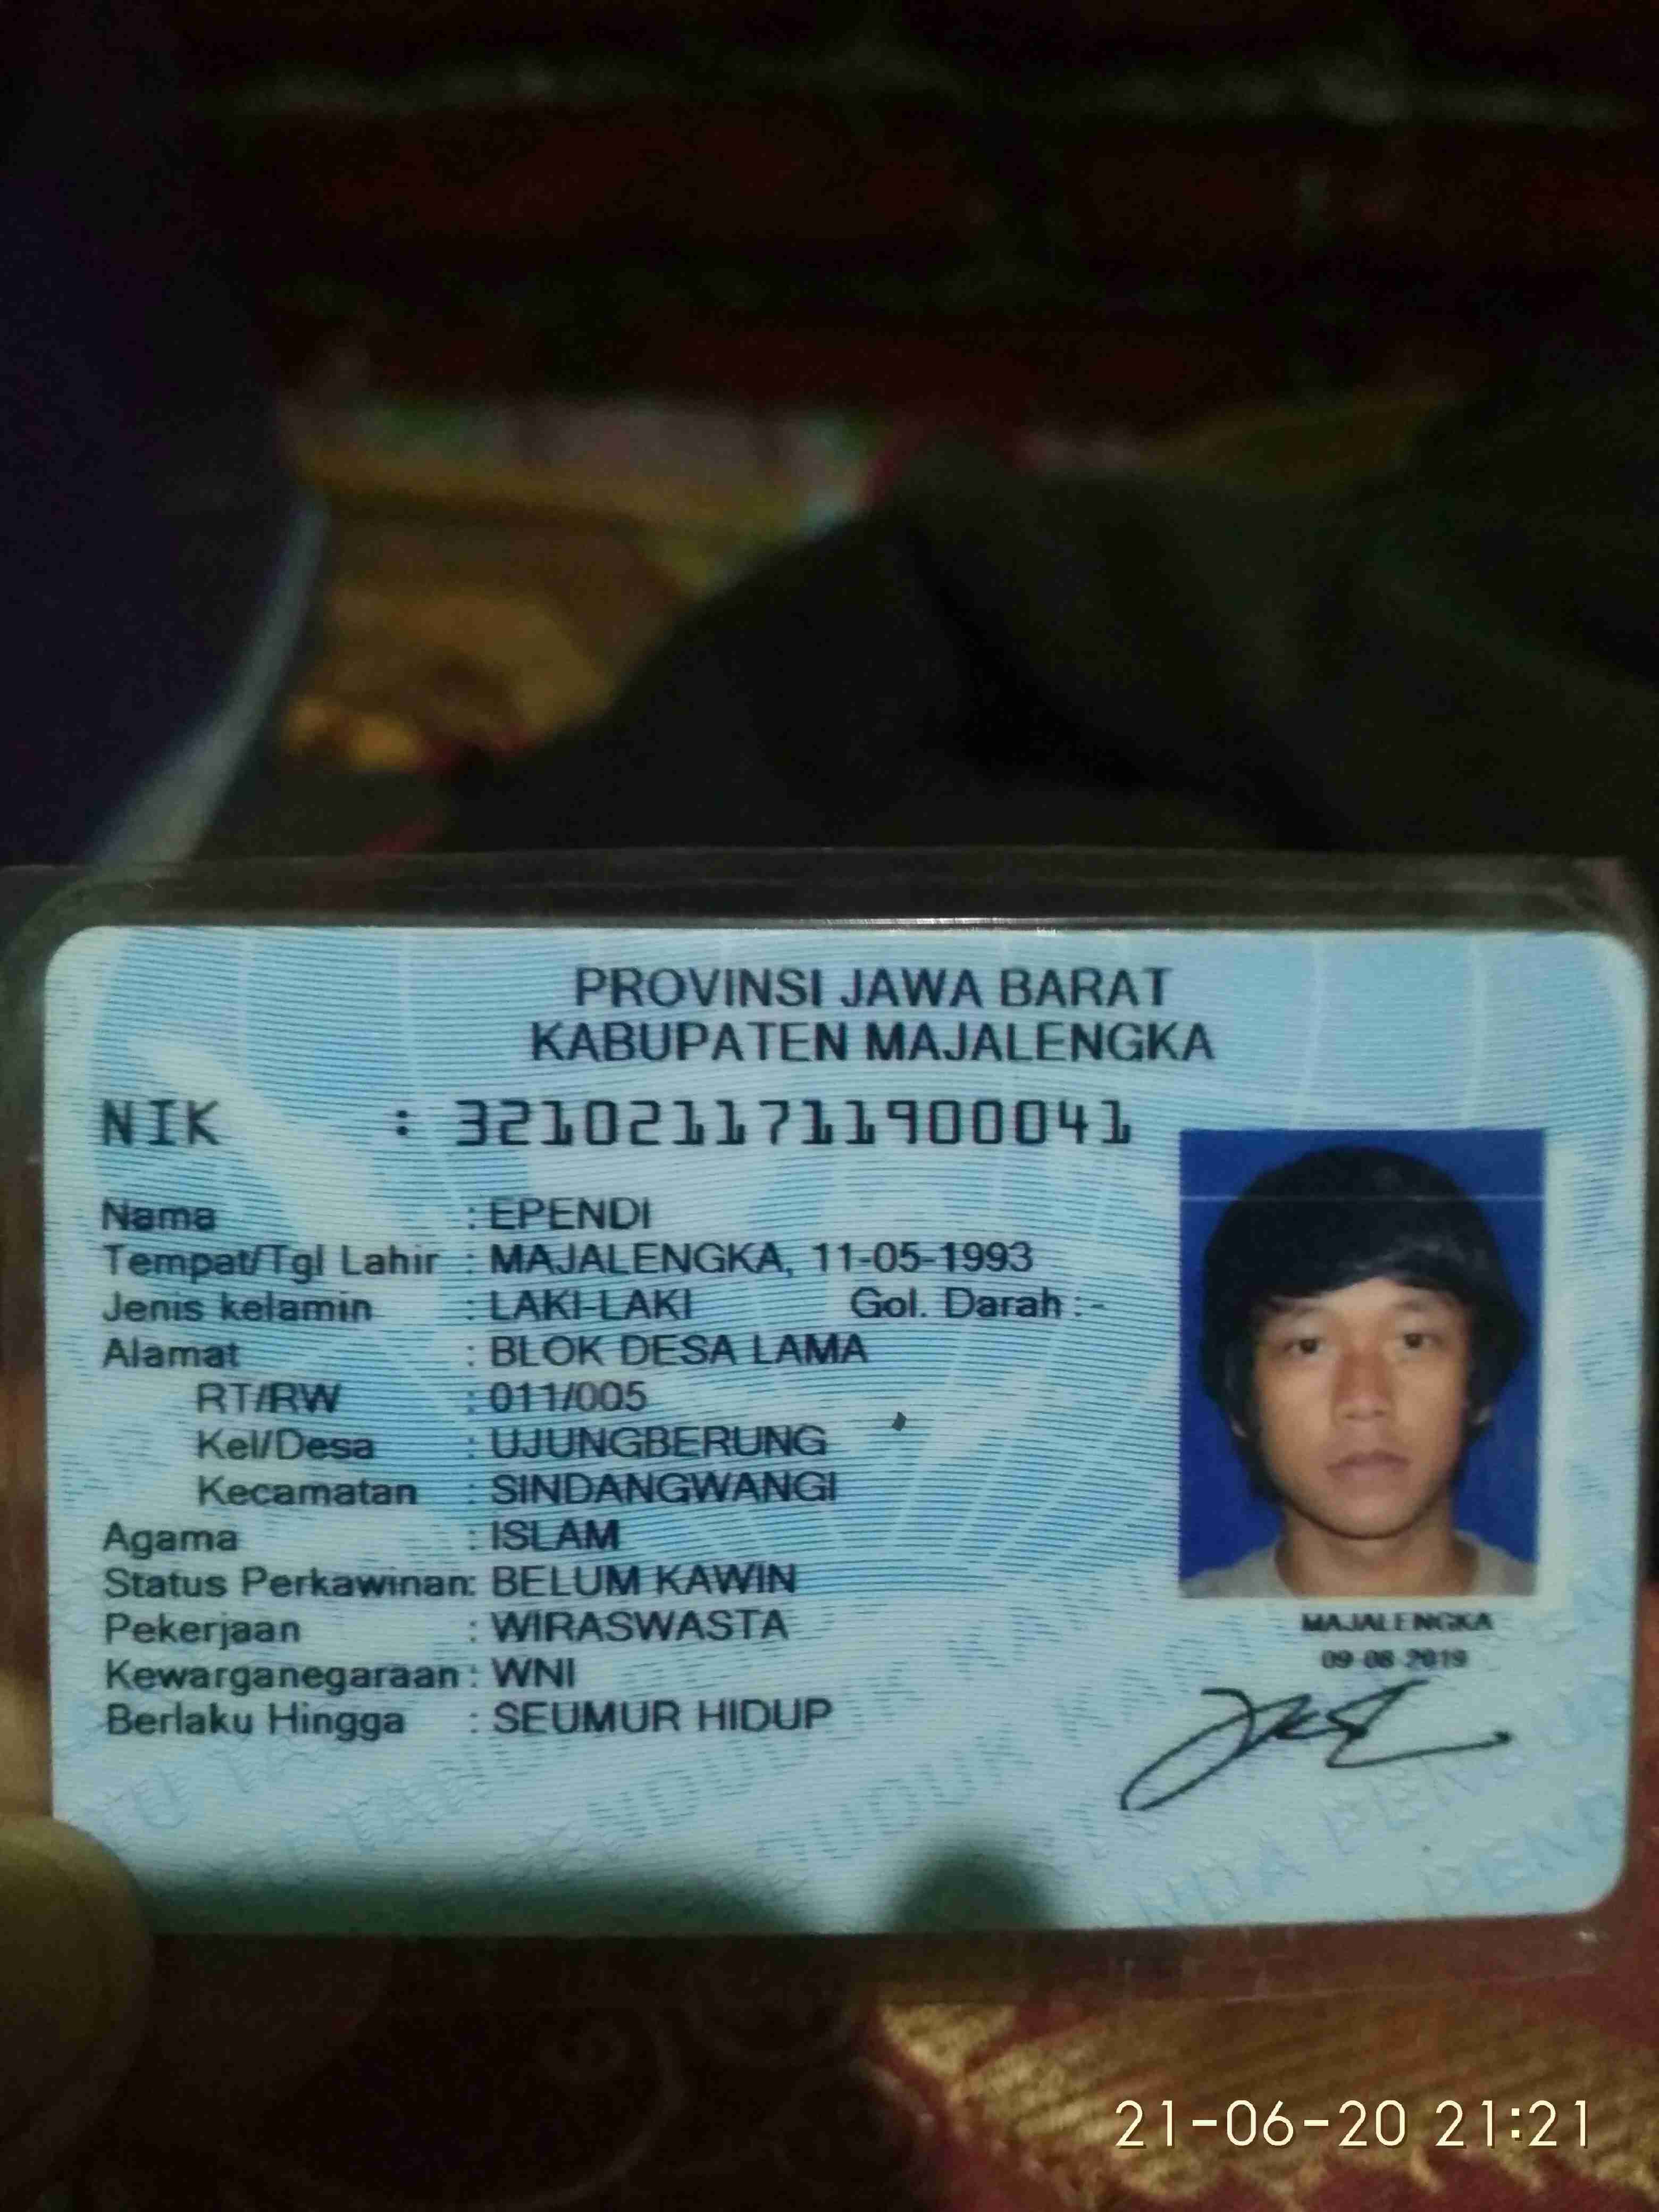 PROVINSI JAWA BARAT
KABUPATEN MAJALENGKA
NIK : 3210211711900041
Nama : EPENDI
Tempat/Tgl Lahir : MAJALENGKA, 11-05-1993
Jenis kelamin : LAKI-LAKI Gol. Darah : -
Alamat : BLOK DESA LAMA
RT/RW : 011/005
Kel/Desa : UJUNGBERUNG
Kecamatan : SINDANGWANGI
Agama : ISLAM
Status Perkawinan: BELUM KAWIN
Pekerjaan : WIRASWASTA
Kewarganegaraan : WNI
Berlaku Hingga : SEUMUR HIDUP
MAJALENGKA
09-08-2019
21-06-20 21:21